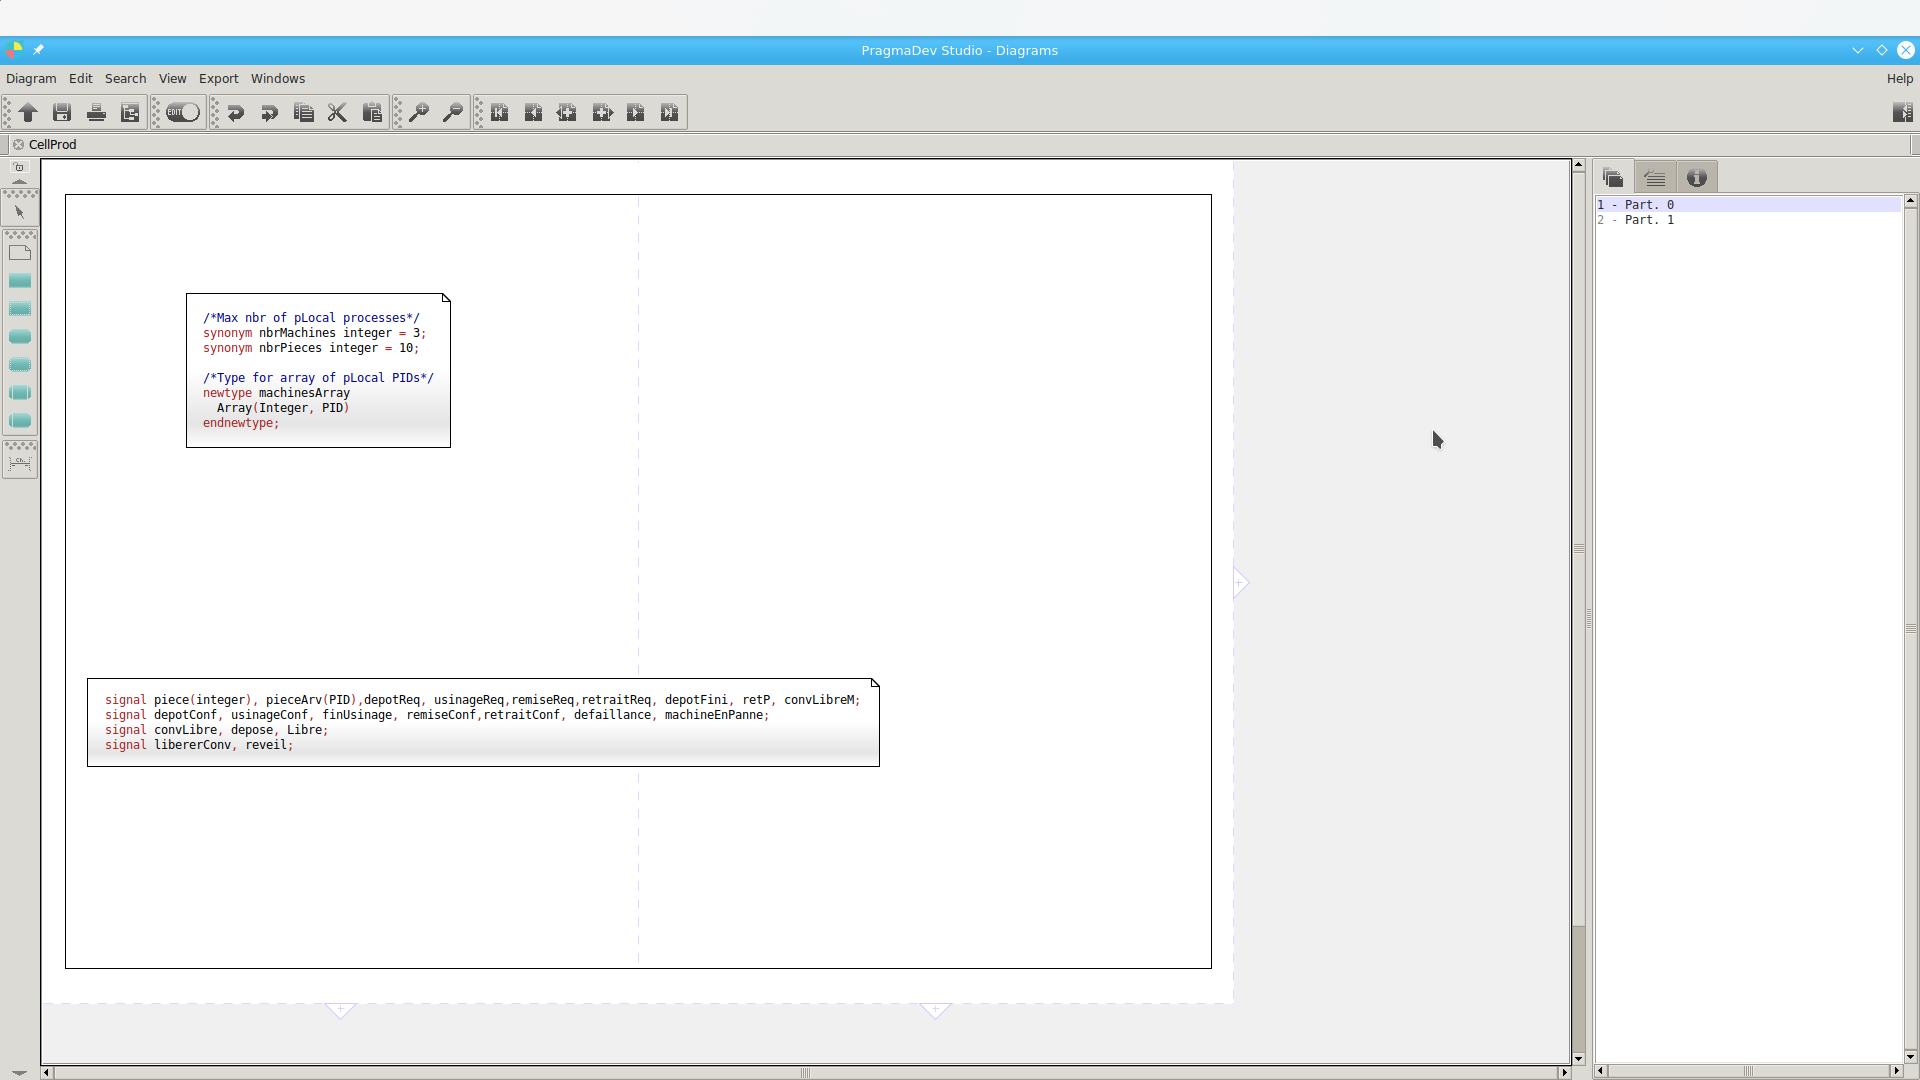 PragmaDev Studio - Diagrams
Diagram Edit Search View Export Windows Help
EDIT
CellProd
1 - Part. 0
2 - Part. 1
/*Max nbr of pLocal processes*/
synonym nbrMachines integer = 3;
synonym nbrPieces integer = 10;
/*Type for array of pLocal PIDs*/
newtype machinesArray
Array(Integer, PID)
endnewtype;
Ch.
signal piece(integer), pieceArv(PID),depotReq, usinageReq,remiseReq,retraitReq, depotFini, retP, convLibreM;
signal depotConf, usinageConf, finUsinage, remiseConf,retraitConf, defaillance, machineEnPanne;
signal convLibre, depose, Libre;
signal libererConv, reveil;